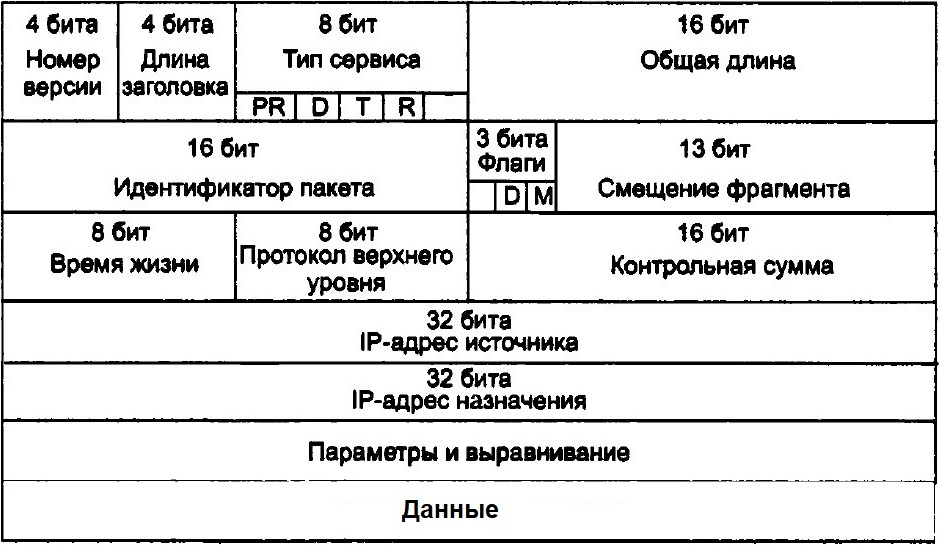 4 бита
Номер
версии
4 бита
Длина
заголовка
8 бит
Тип сервиса
PR D T R
16 бит
Общая длина
16 бит
Идентификатор пакета
3 бита
Флаги
D M
13 бит
Смещение фрагмента
8 бит
Время жизни
8 бит
Протокол верхнего
уровня
16 бит
Контрольная сумма
32 бита
IP-адрес источника
32 бита
IP-адрес назначения
Параметры и выравнивание
Данные